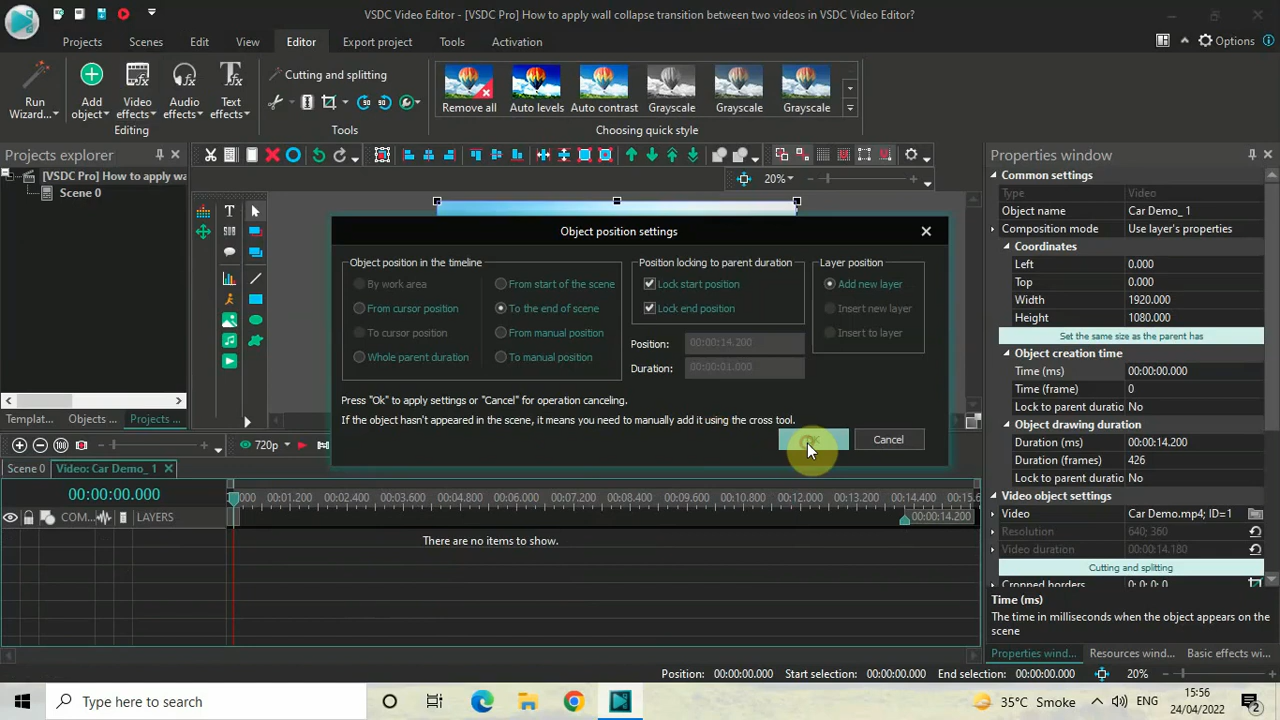 VSDC Video Editor - [VSDC Pro] How to apply wall collapse transition between two videos in VSDC Video Editor?
Projects Scenes Edit View Editor Export project Tools Activation
Options
Run Wizard...
Add object
Video effects
Audio effects
Text effects
Editing
Cutting and splitting
Tools
Remove all Auto levels Auto contrast Grayscale Grayscale Grayscale
Choosing quick style
Projects explorer
[VSDC Pro] How to apply wa
Scene 0
20%
Templat... Objects ... Projects ...
Object position settings
Object position in the timeline
By work area
From start of the scene
From cursor position
To the end of scene
To cursor position
From manual position
Whole parent duration
To manual position
Position locking to parent duration
Lock start position
Lock end position
Position: 00:00:14.200
Duration: 00:00:01.000
Layer position
Add new layer
Insert new layer
Insert to layer
Press "Ok" to apply settings or "Cancel" for operation canceling.
If the object hasn't appeared in the scene, it means you need to manually add it using the cross tool.
Cancel
Properties window
Common settings
Type Video
Object name Car Demo_ 1
Composition mode Use layer's properties
Coordinates
Left 0.000
Top 0.000
Width 1920.000
Height 1080.000
Set the same size as the parent has
Object creation time
Time (ms) 00:00:00.000
Time (frame) 0
Lock to parent duratio No
Object drawing duration
Duration (ms) 00:00:14.200
Duration (frames) 426
Lock to parent duratio No
Video object settings
Video Car Demo.mp4; ID=1
Resolution 640; 360
Video duration 00:00:14.180
Cutting and splitting
Cropped borders 0; 0; 0; 0
Time (ms)
The time in milliseconds when the object appears on the scene
Properties wind... Resources wind... Basic effects wi...
720p
Scene 0 Video: Car Demo_ 1
00:00:00.000
000 00:01.200 00:02.400 00:03.600 00:04.800 00:06.000 00:07.200 00:08.400 00:09.600 00:10.800 00:12.000 00:13.200 00:14.400 00:15.6
00:00:14.200
COM... LAYERS
There are no items to show.
Position: 00:00:00.000 Start selection: 00:00:00.000 End selection: 00:00:00.000 20%
Type here to search
35°C Smoke
ENG
15:56
24/04/2022
2